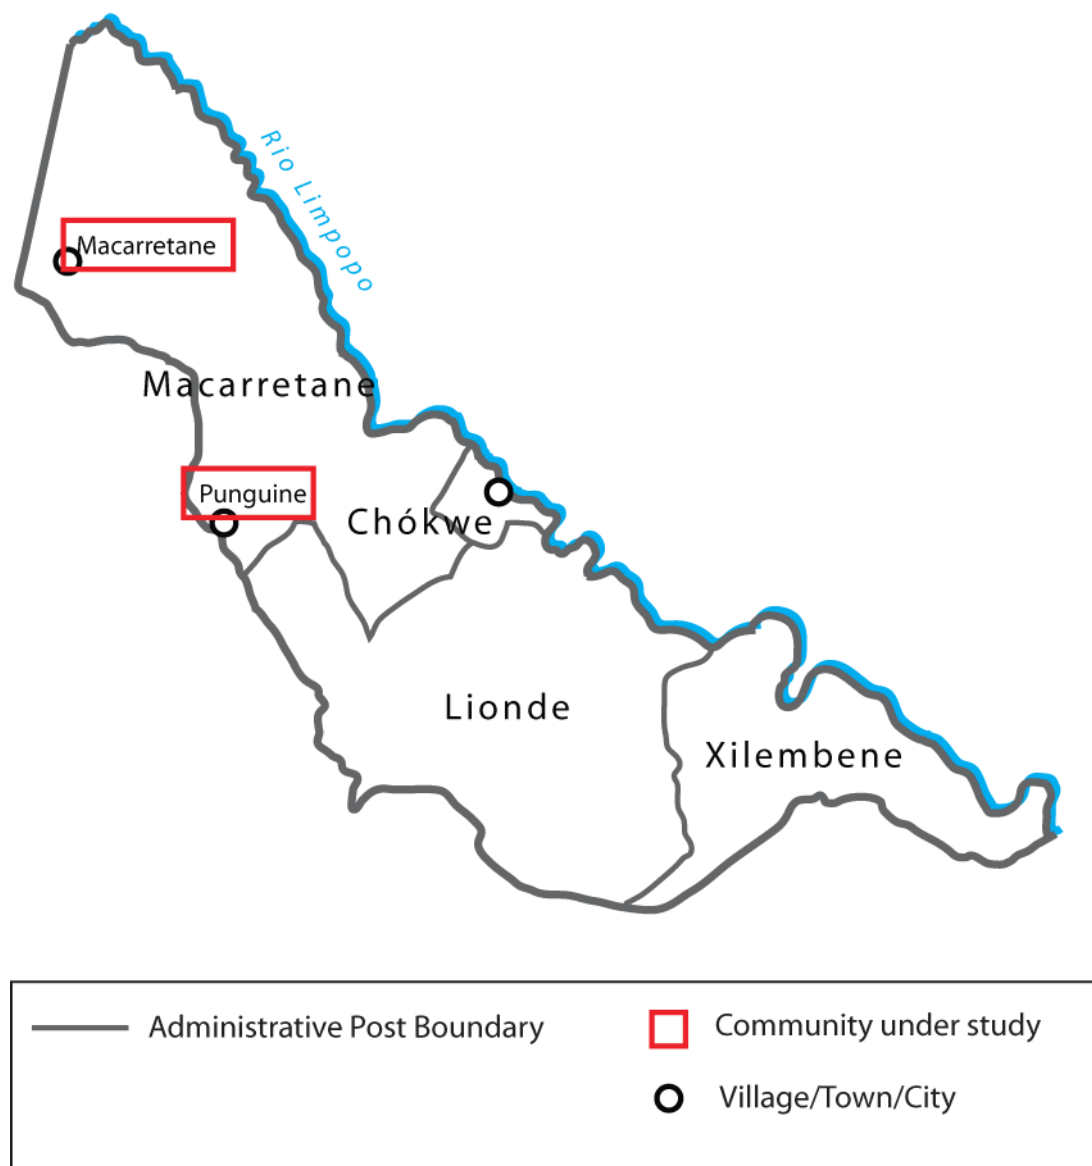 Rio Limpopo
Macarretane
Macarretane
Punguine
Chókwe
Lionde
Xilembene
Administrative Post Boundary
Community under study
Village/Town/City